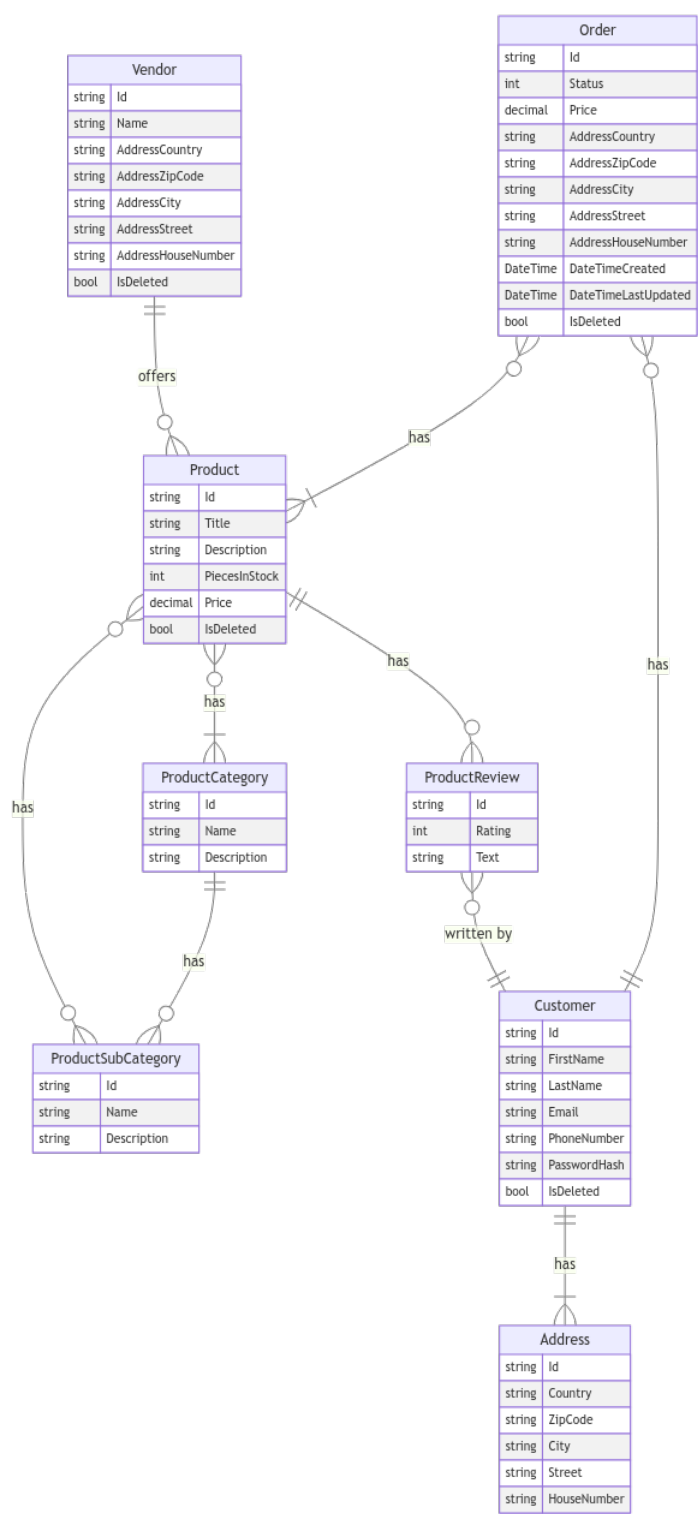 Order
string Id
int Status
decimal Price
string AddressCountry
string AddressZipCode
string AddressCity
string AddressStreet
string AddressHouseNumber
DateTime DateTimeCreated
DateTime DateTimeLastUpdated
bool IsDeleted
Vendor
string Id
string Name
string AddressCountry
string AddressZipCode
string AddressCity
string AddressStreet
string AddressHouseNumber
bool IsDeleted
offers
has
Product
string Id
string Title
string Description
int PiecesInStock
decimal Price
bool IsDeleted
has
has
has
has
ProductCategory
string Id
string Name
string Description
ProductReview
string Id
int Rating
string Text
written by
has
ProductSubCategory
string Id
string Name
string Description
Customer
string Id
string FirstName
string LastName
string Email
string PhoneNumber
string PasswordHash
bool IsDeleted
has
Address
string Id
string Country
string ZipCode
string City
string Street
string HouseNumber